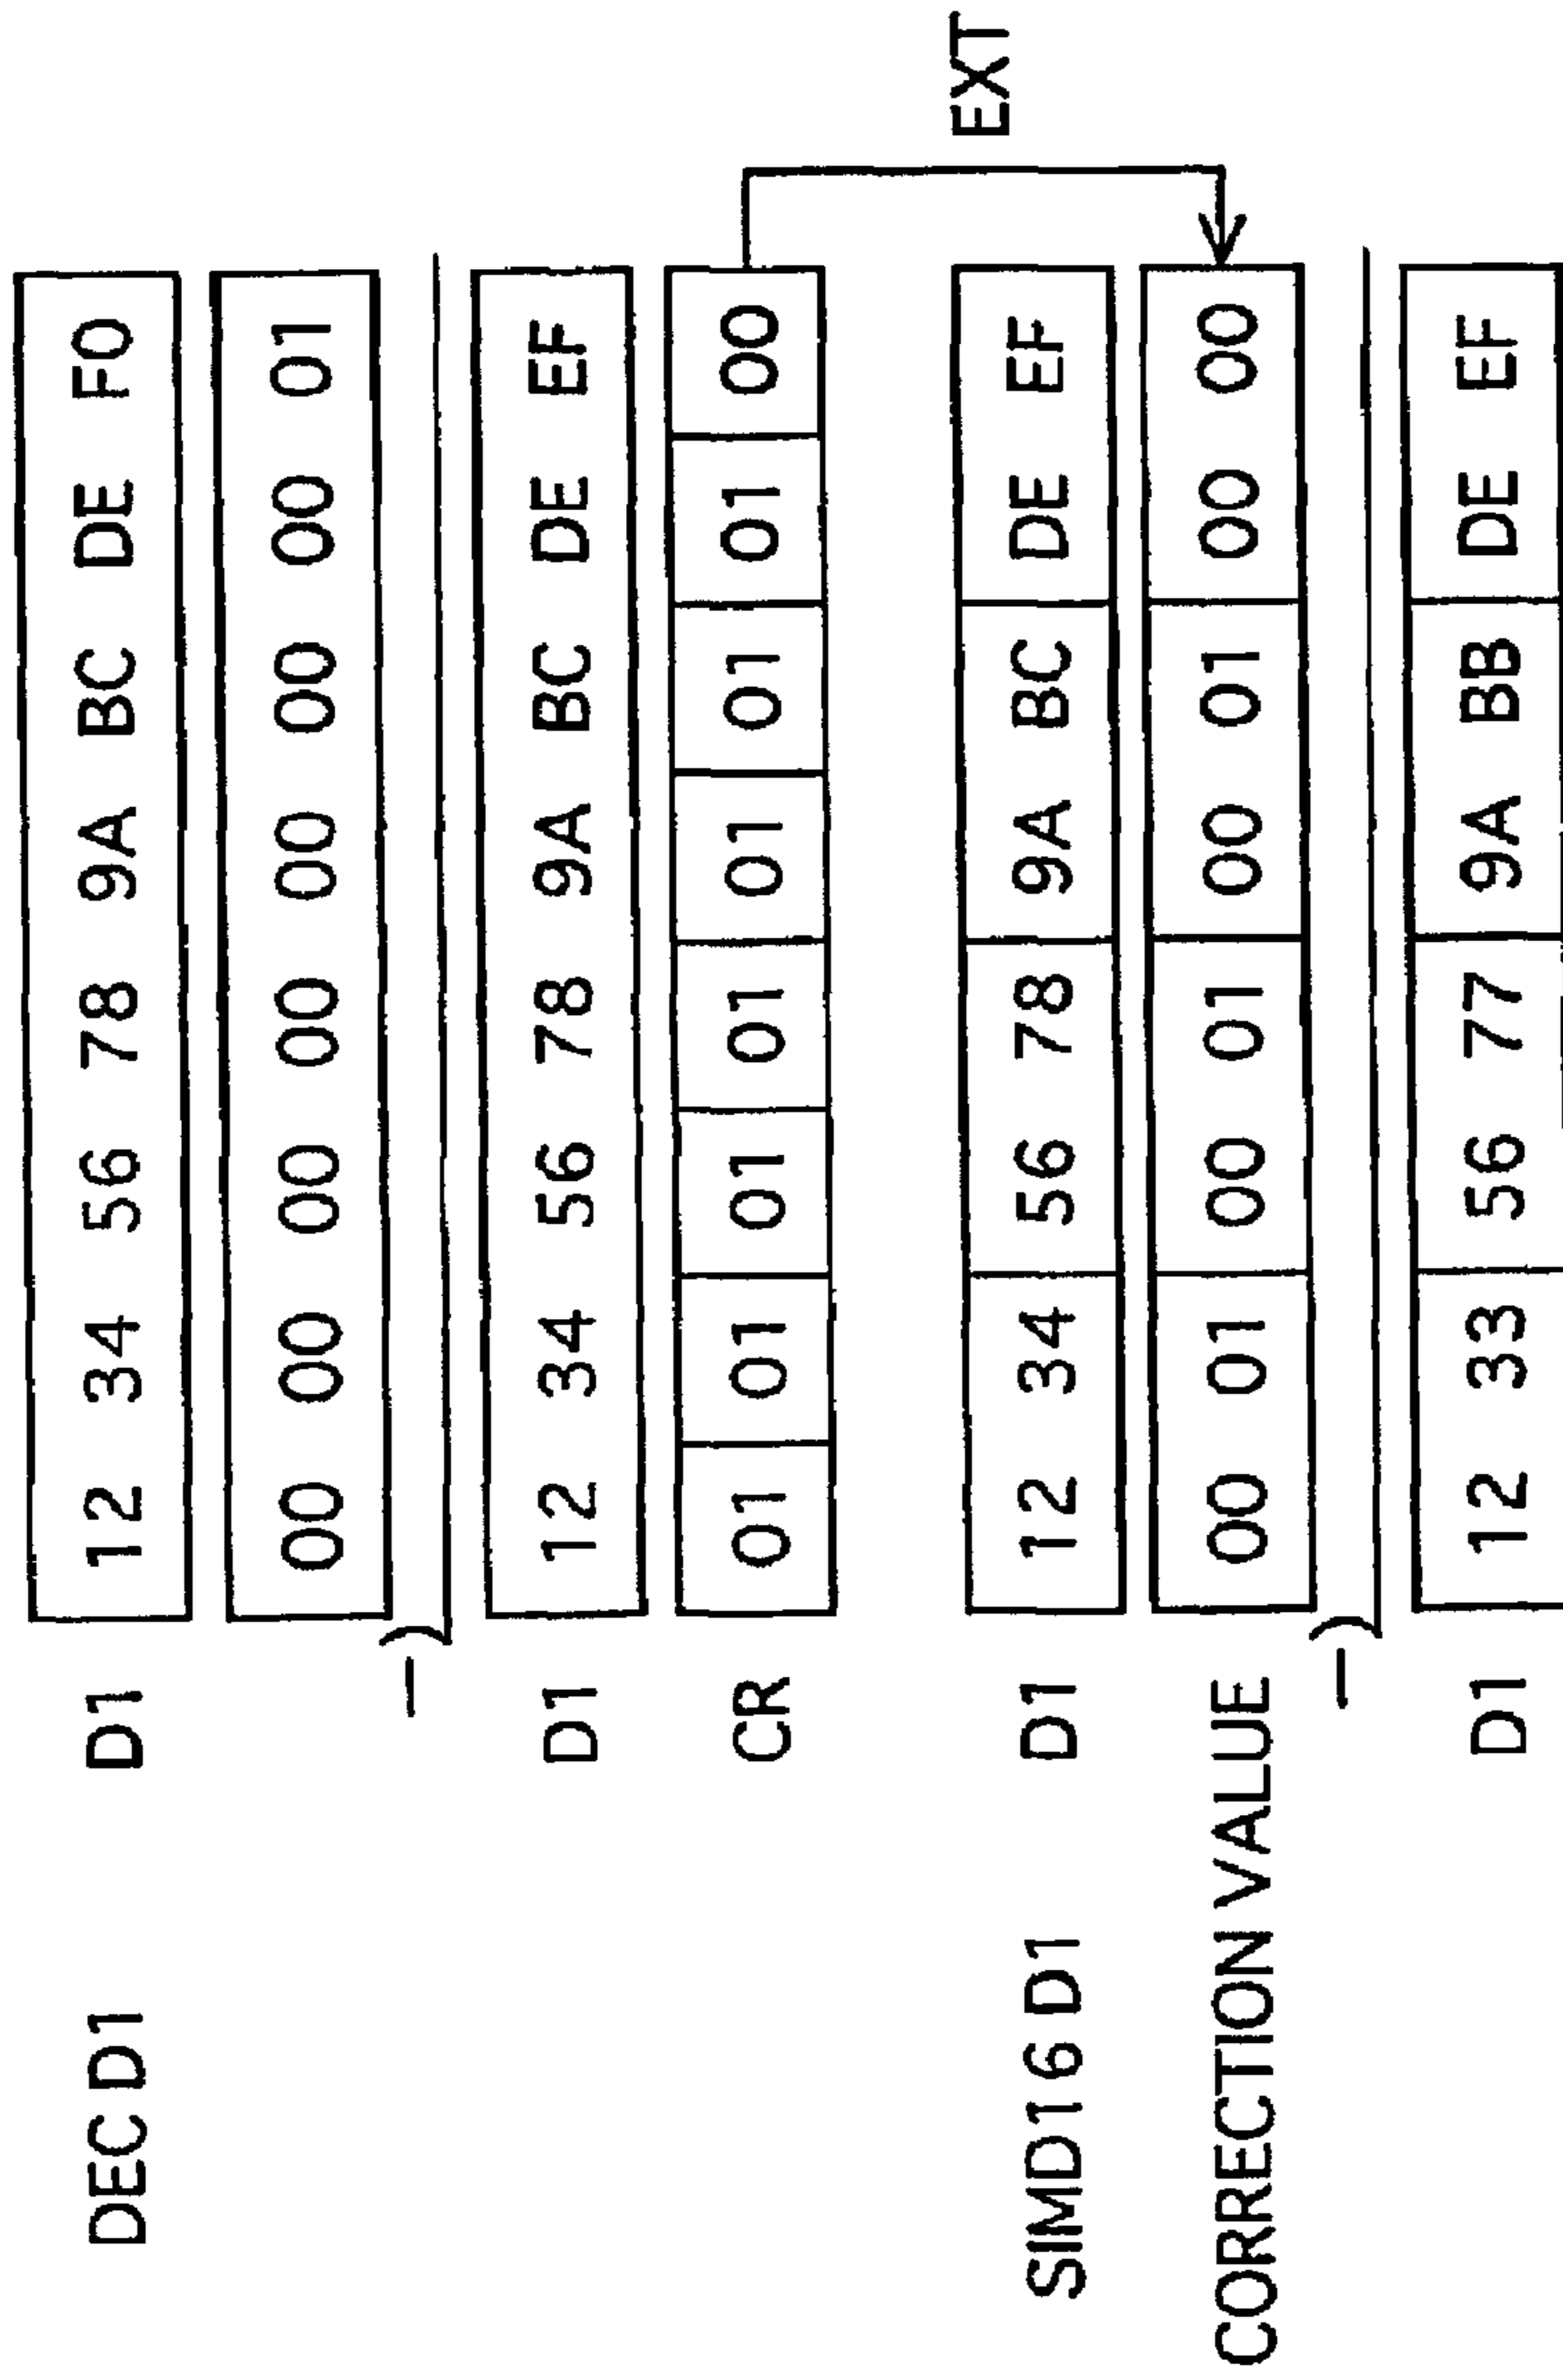 DEC D1 D1 12 34 56 78 9A BC DE F0
00 00 00 00 00 00 00 01
−)
D1 12 34 56 78 9A BC DE EF
CR 01 01 01 01 01 01 01 00
EXT
SIMD16 D1 D1 12 34 56 78 9A BC DE EF
CORRECTION VALUE 00 01 00 01 00 01 00 00
−)
D1 12 33 56 77 9A BB DE EF